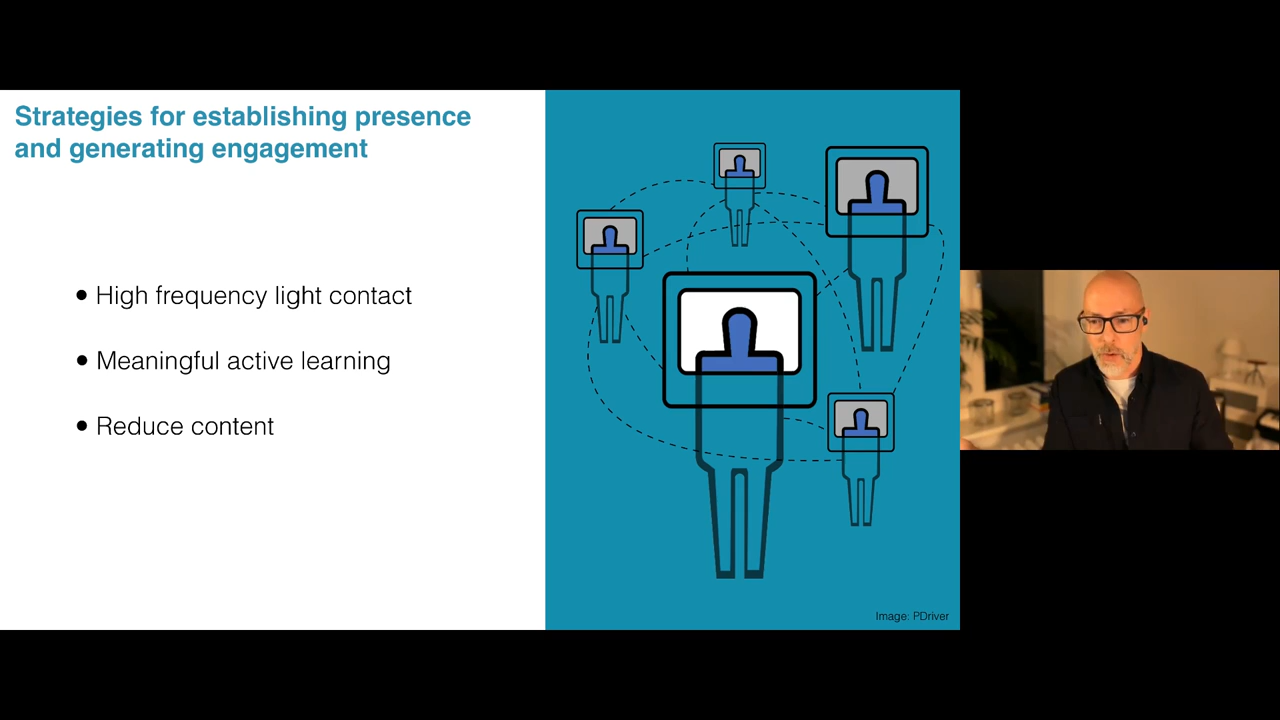 Strategies for establishing presence
and generating engagement
• High frequency light contact
• Meaningful active learning
• Reduce content
Image: PDriver